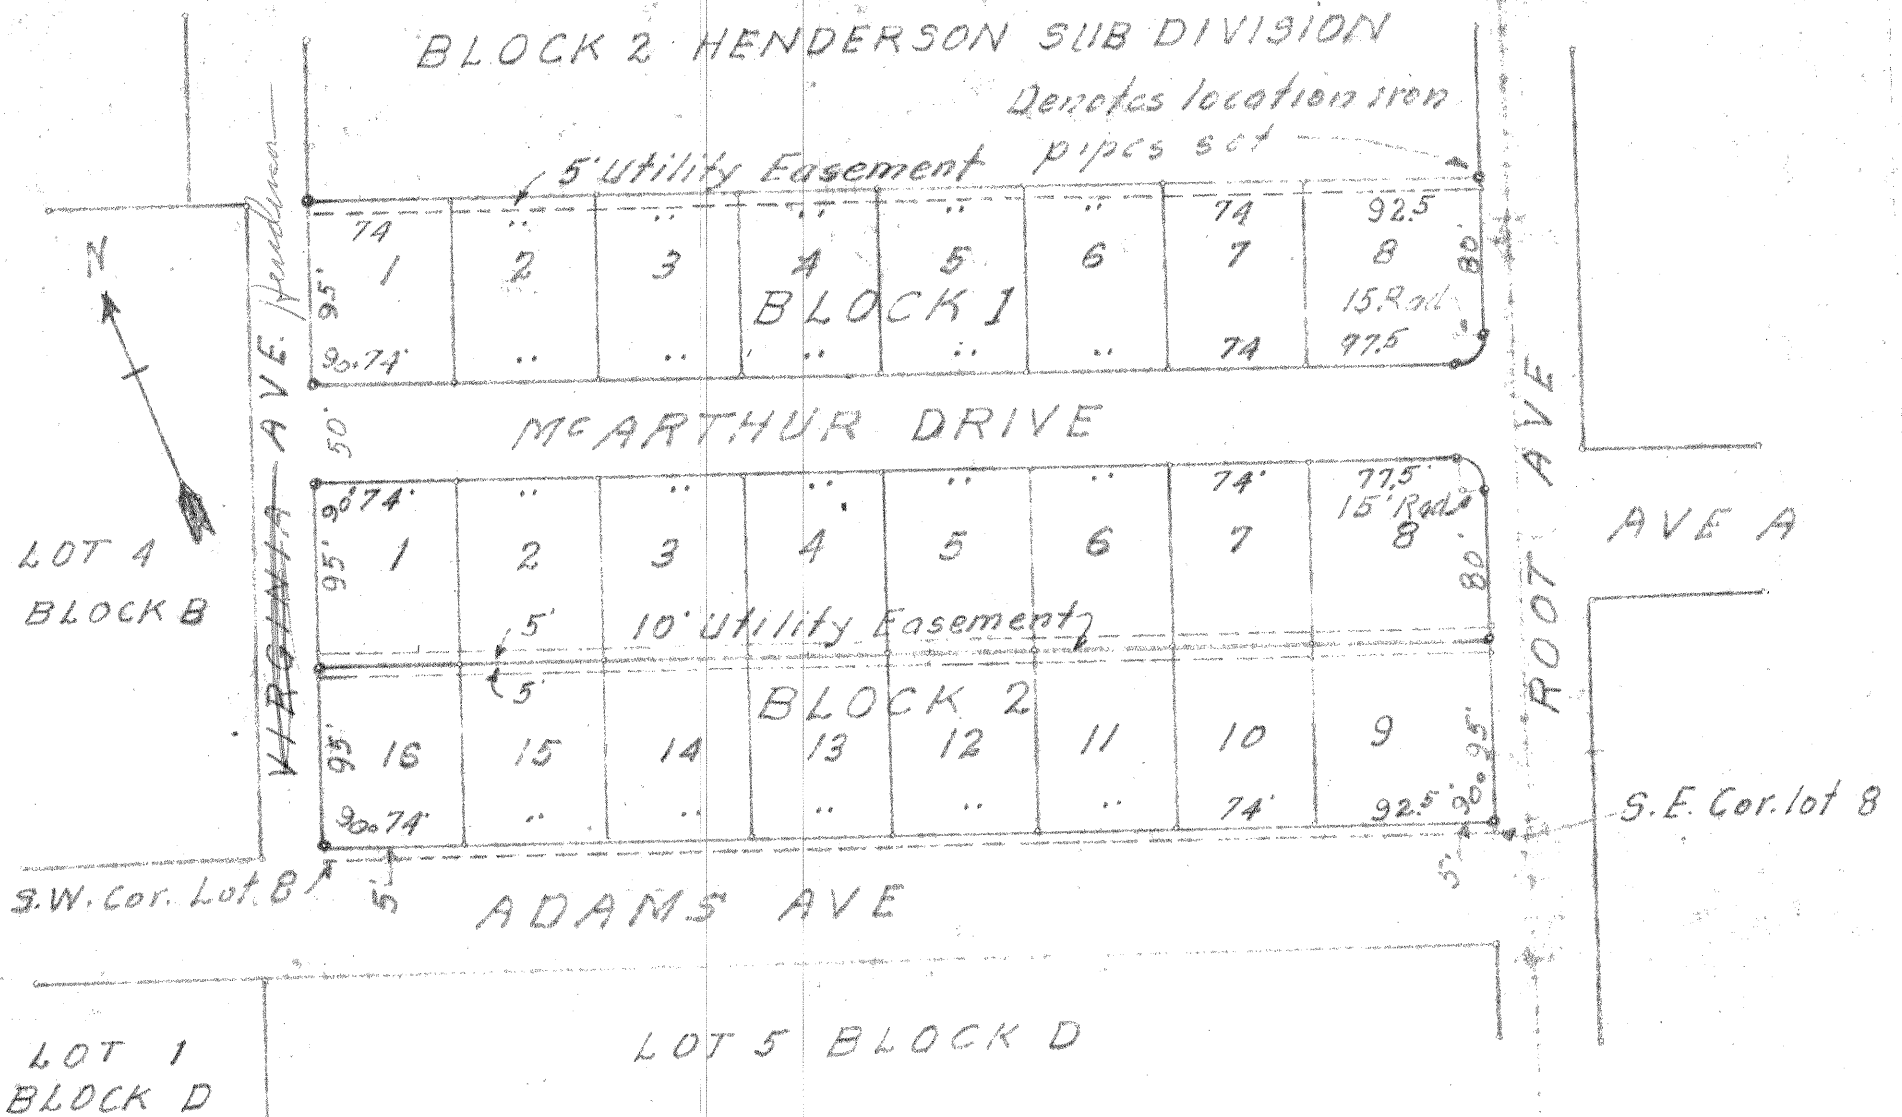 BLOCK 2 HENDERSON SUB DIVISION
Denotes location iron
pipes set
5' Utility Easement
74 " " " " " 74 92.5
1 2 3 4 5 6 7 8
95' 80'
BLOCK 1
15 Rad
90° 74' " " " " " 74 97.5
N
Henderson
VIRGINIA AVE.
50'
McARTHUR DRIVE
ROOT AVE
90° 74' " " " " " 74' 77.5'
15' Rad
1 2 3 4 5 6 7 8
95' 80'
AVE A
LOT 4
BLOCK B
5' 10' Utility Easement
5'
BLOCK 2
16 15 14 13 12 11 10 9
95' 95'
90° 74' " " " " " 74' 92.5' 90°
S.E. Cor. lot 8
S.W. Cor. Lot 8
5' 5'
ADAMS AVE
LOT 5 BLOCK D
LOT 1
BLOCK D